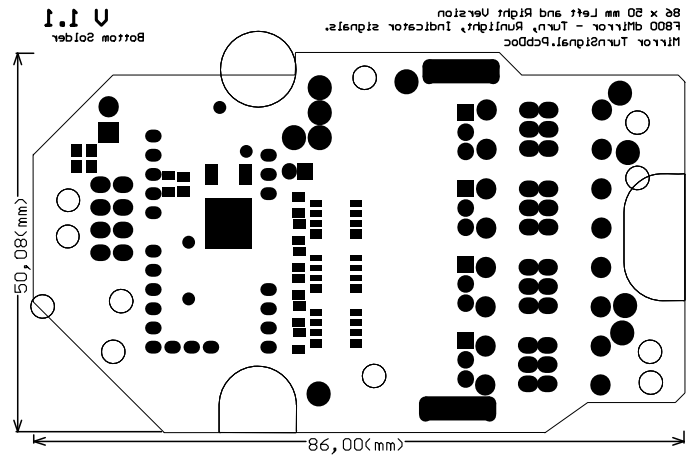 V 1.1
Bottom Solder
86 x 50 mm Left and Right Version
F800 dMirror - Turn, Runlight, Indicator signals.
Mirror TurnSignal.PcbDoc
50,08(mm)
86,00(mm)